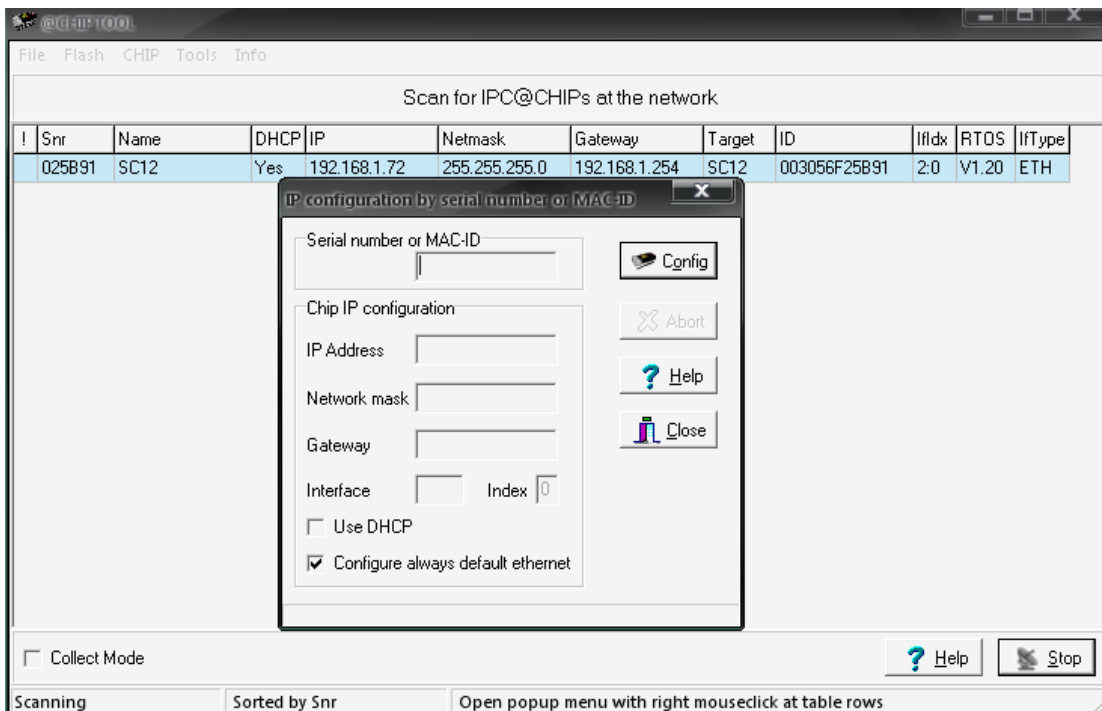 @CHIPTOOL
File Flash CHIP Tools Info
Scan for IPC@CHIPs at the network
! Snr Name DHCP IP Netmask Gateway Target ID IfIdx RTOS IfType
025B91 SC12 Yes 192.168.1.72 255.255.255.0 192.168.1.254 SC12 003056F25B91 2:0 V1.20 ETH
IP configuration by serial number or MAC-ID
Serial number or MAC-ID
Config
Chip IP configuration
Abort
IP Address
Help
Network mask
Gateway
Close
Interface Index 0
Use DHCP
Configure always default ethernet
Collect Mode
Help Stop
Scanning Sorted by Snr Open popup menu with right mouseclick at table rows